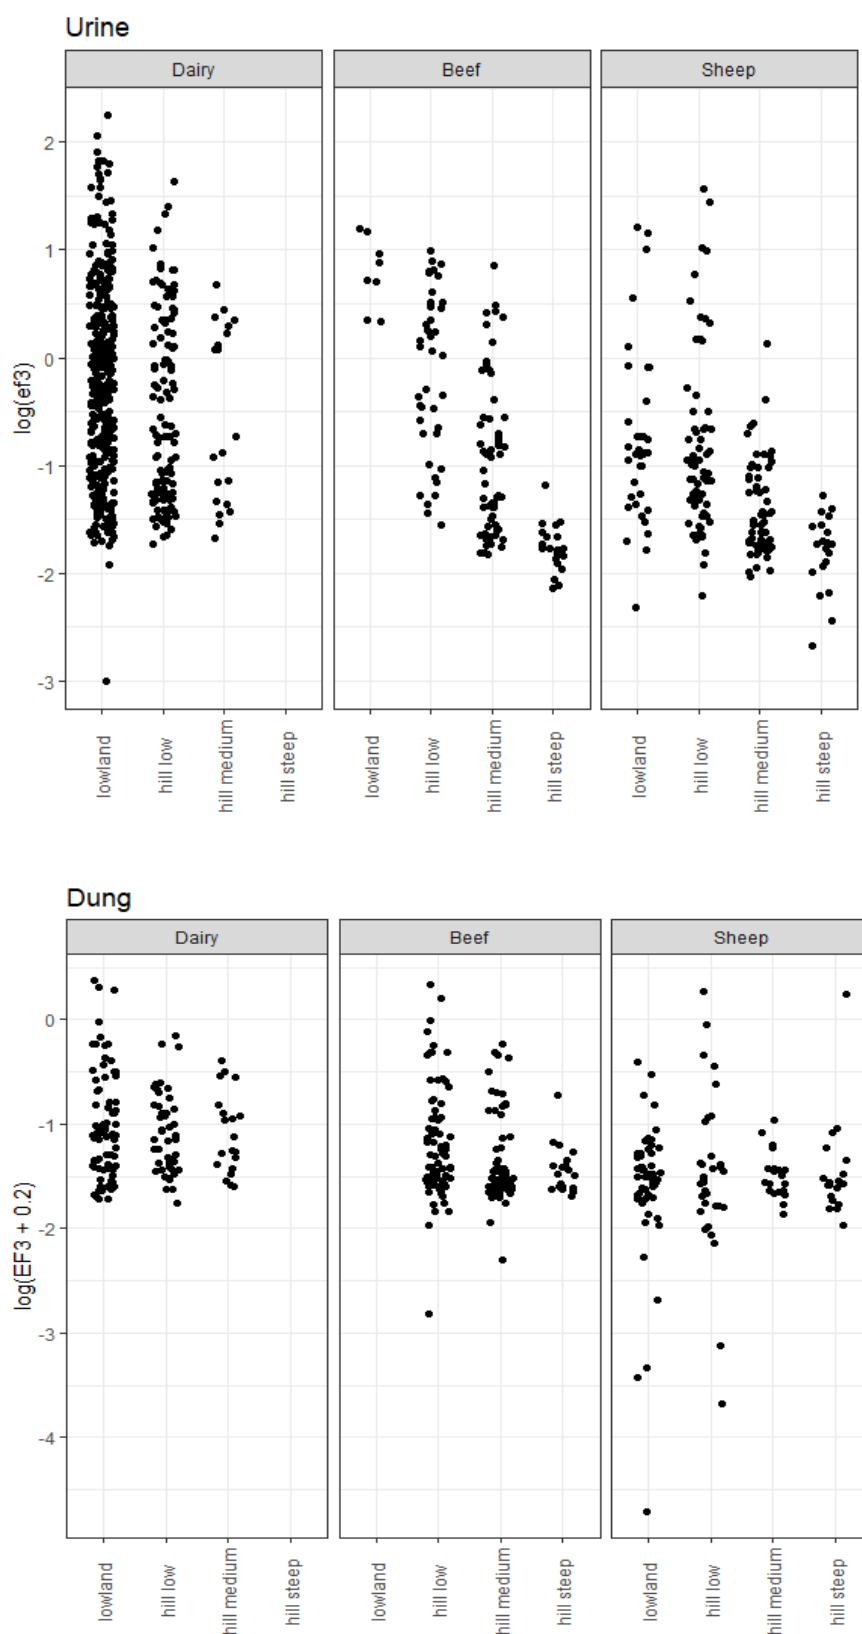 Urine
Dairy Beef Sheep
2
1
0
-1
-2
-3
log(ef3)
lowland hill low hill medium hill steep lowland hill low hill medium hill steep lowland hill low hill medium hill steep
Dung
Dairy Beef Sheep
0
-1
-2
-3
-4
log(EF3 + 0.2)
lowland hill low hill medium hill steep lowland hill low hill medium hill steep lowland hill low hill medium hill steep